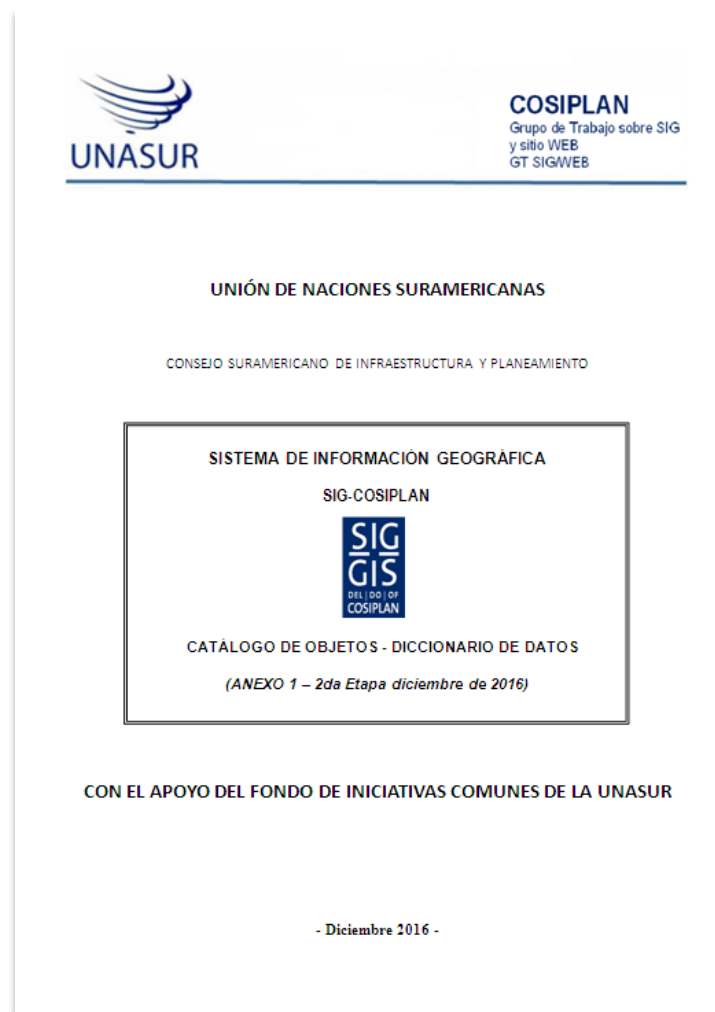 UNASUR
COSIPLAN
Grupo de Trabajo sobre SIG
y sitio WEB
GT SIG/WEB
UNIÓN DE NACIONES SURAMERICANAS
CONSEJO SURAMERICANO DE INFRAESTRUCTURA Y PLANEAMIENTO
SISTEMA DE INFORMACIÓN GEOGRÁFICA
SIG-COSIPLAN
SIG
GIS
DEL | DO | OF
COSIPLAN
CATÁLOGO DE OBJETOS - DICCIONARIO DE DATOS
(ANEXO 1 – 2da Etapa diciembre de 2016)
CON EL APOYO DEL FONDO DE INICIATIVAS COMUNES DE LA UNASUR
- Diciembre 2016 -